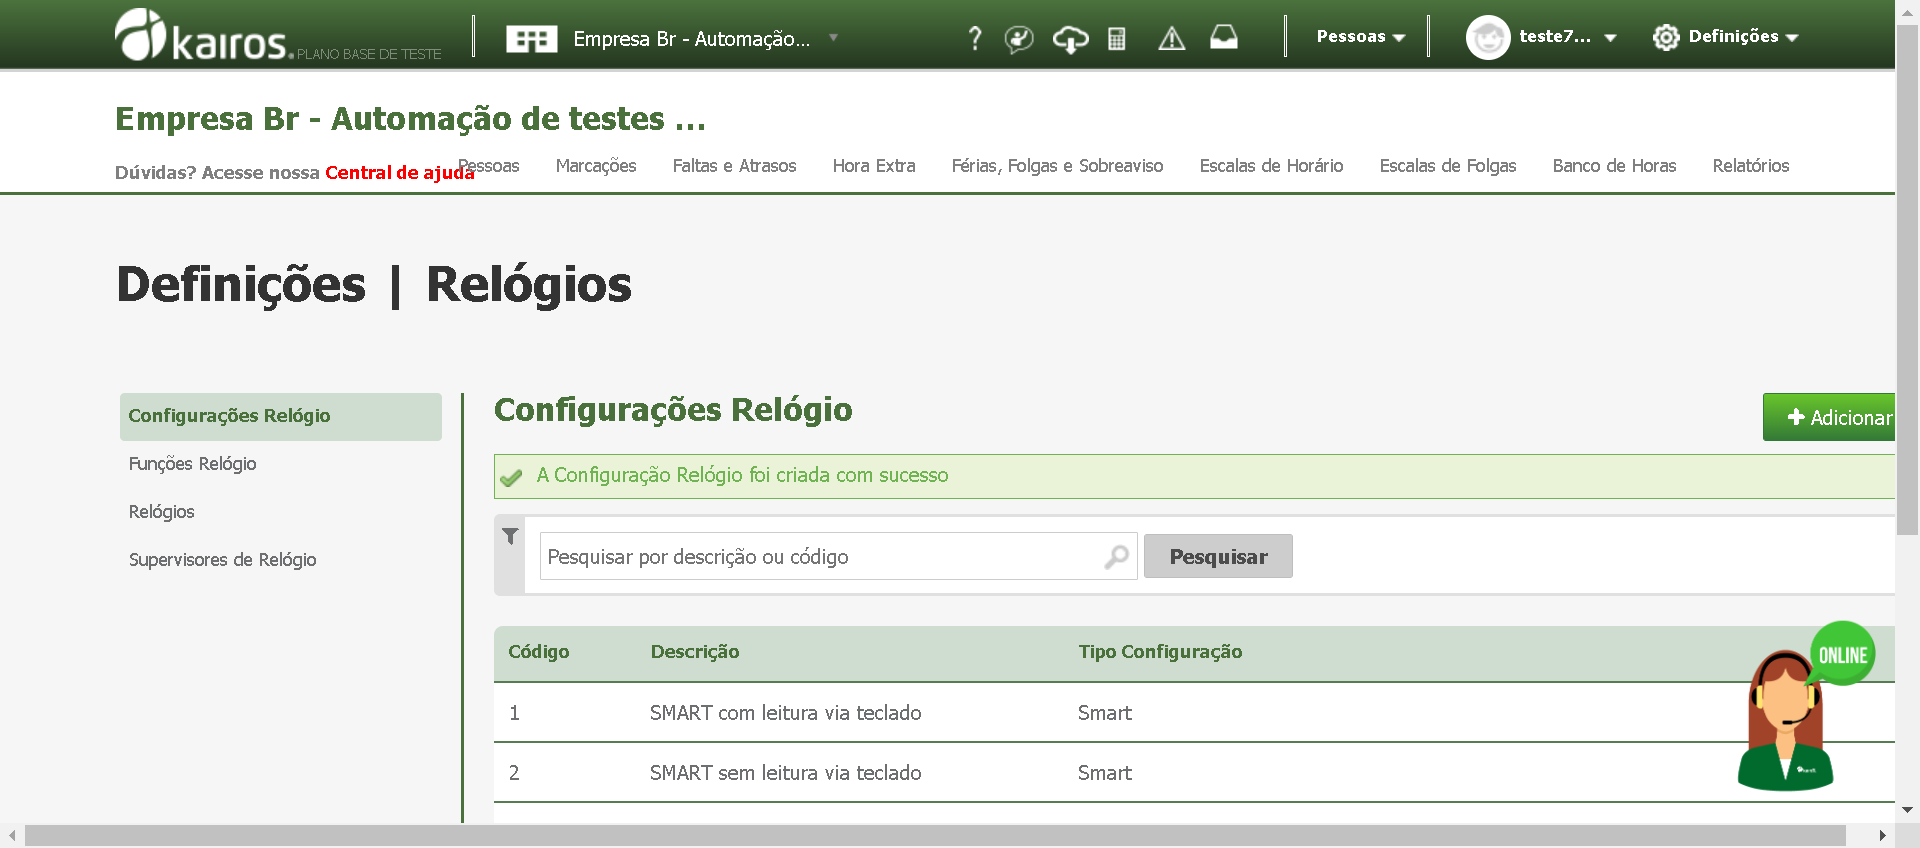 kairos.
PLANO BASE DE TESTE
Empresa Br - Automação...
?
Pessoas
teste7...
Definições
Empresa Br - Automação de testes ...
Dúvidas? Acesse nossa Central de ajuda
Pessoas
Marcações
Faltas e Atrasos
Hora Extra
Férias, Folgas e Sobreaviso
Escalas de Horário
Escalas de Folgas
Banco de Horas
Relatórios
Definições | Relógios
Configurações Relógio
Funções Relógio
Relógios
Supervisores de Relógio
Configurações Relógio
Adicionar
A Configuração Relógio foi criada com sucesso
Pesquisar por descrição ou código
Pesquisar
Código Descrição Tipo Configuração
1 SMART com leitura via teclado Smart
2 SMART sem leitura via teclado Smart
ONLINE